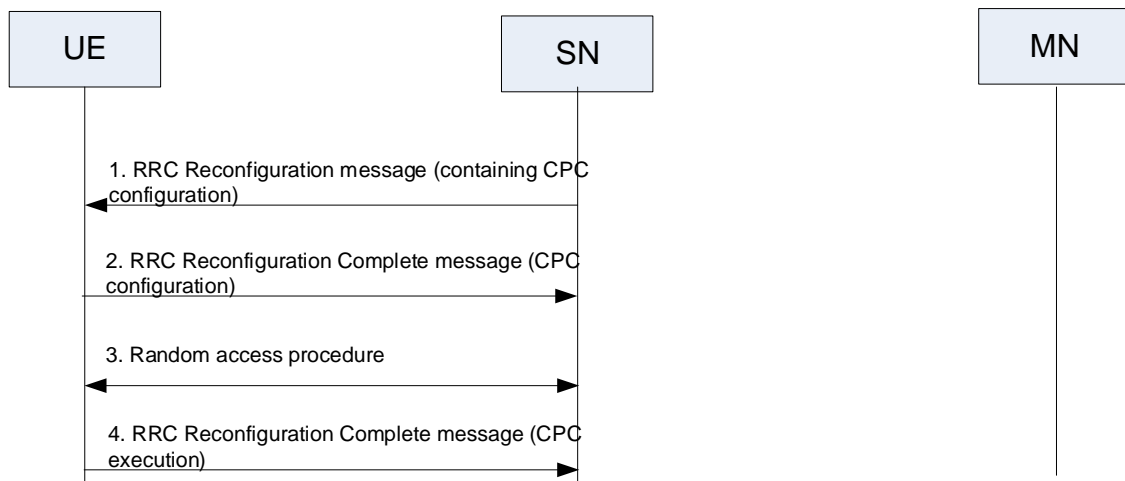 UE
SN
MN
1. RRC Reconfiguration message (containing CPC
configuration)
2. RRC Reconfiguration Complete message (CPC
configuration)
3. Random access procedure
4. RRC Reconfiguration Complete message (CPC
execution)